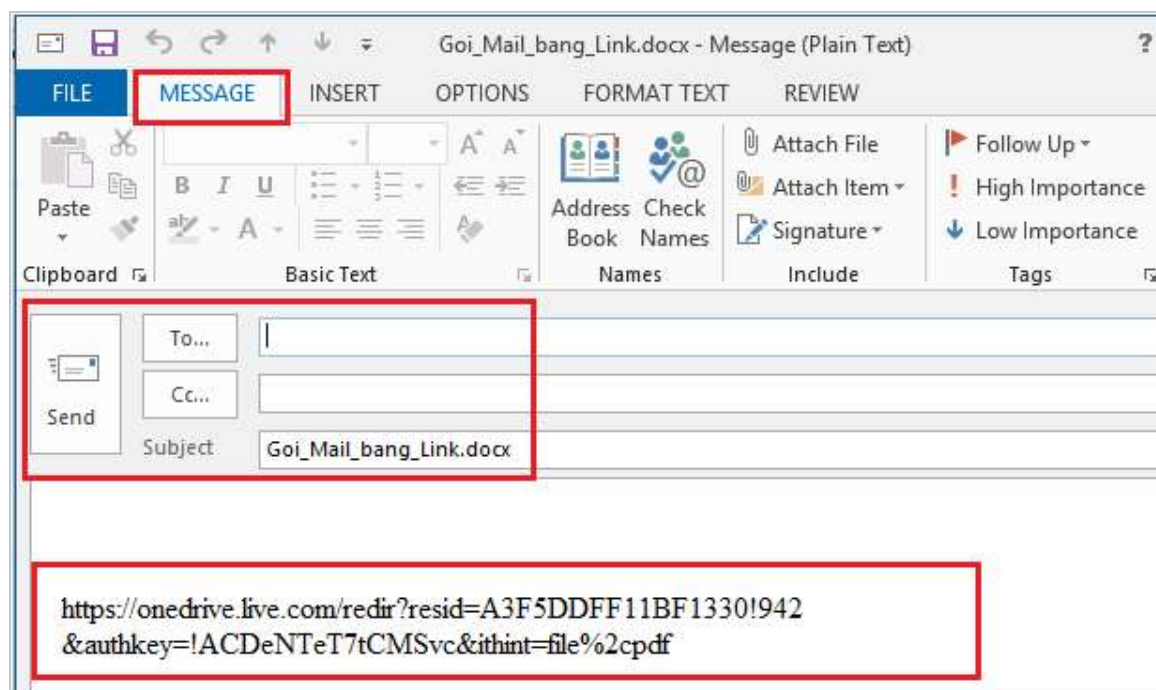 Goi_Mail_bang_Link.docx - Message (Plain Text) ?
FILE MESSAGE INSERT OPTIONS FORMAT TEXT REVIEW
Paste
Clipboard
B I U
A A
A
Basic Text
Address Book
Check Names
Names
Attach File
Attach Item
Signature
Include
Follow Up
! High Importance
Low Importance
Tags
Send
To...
Cc...
Subject Goi_Mail_bang_Link.docx
https://onedrive.live.com/redir?resid=A3F5DDFF11BF1330!942
&authkey=!ACDeNTeT7tCMSvc&ithint=file%2cpdf